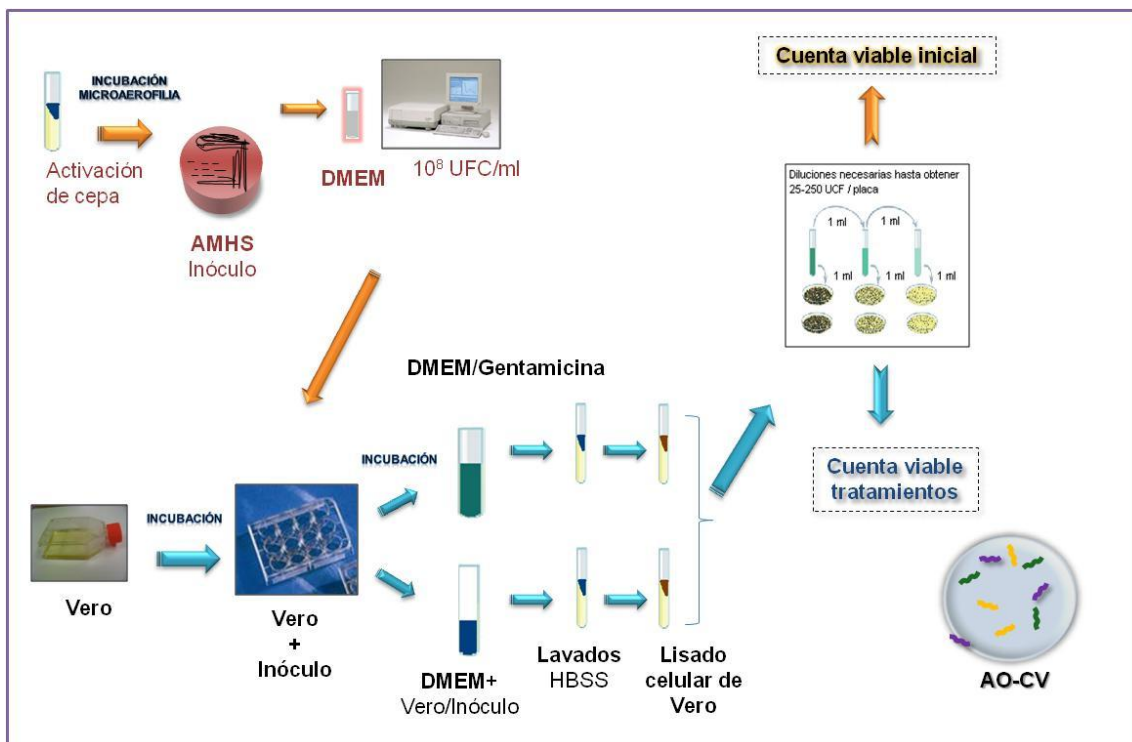 Cuenta viable inicial
INCUBACIÓN
MICROAEROFILIA
Activación
de cepa
DMEM
10⁸ UFC/ml
AMHS
Inóculo
Diluciones necesarias hasta obtener
25-250 UCF / placa
1 ml
1 ml
1 ml
1 ml
1 ml
DMEM/Gentamicina
INCUBACIÓN
Cuenta viable
tratamientos
INCUBACIÓN
Vero
Vero
+
Inóculo
DMEM+
Vero/Inóculo
Lavados
HBSS
Lisado
celular de
Vero
AO-CV